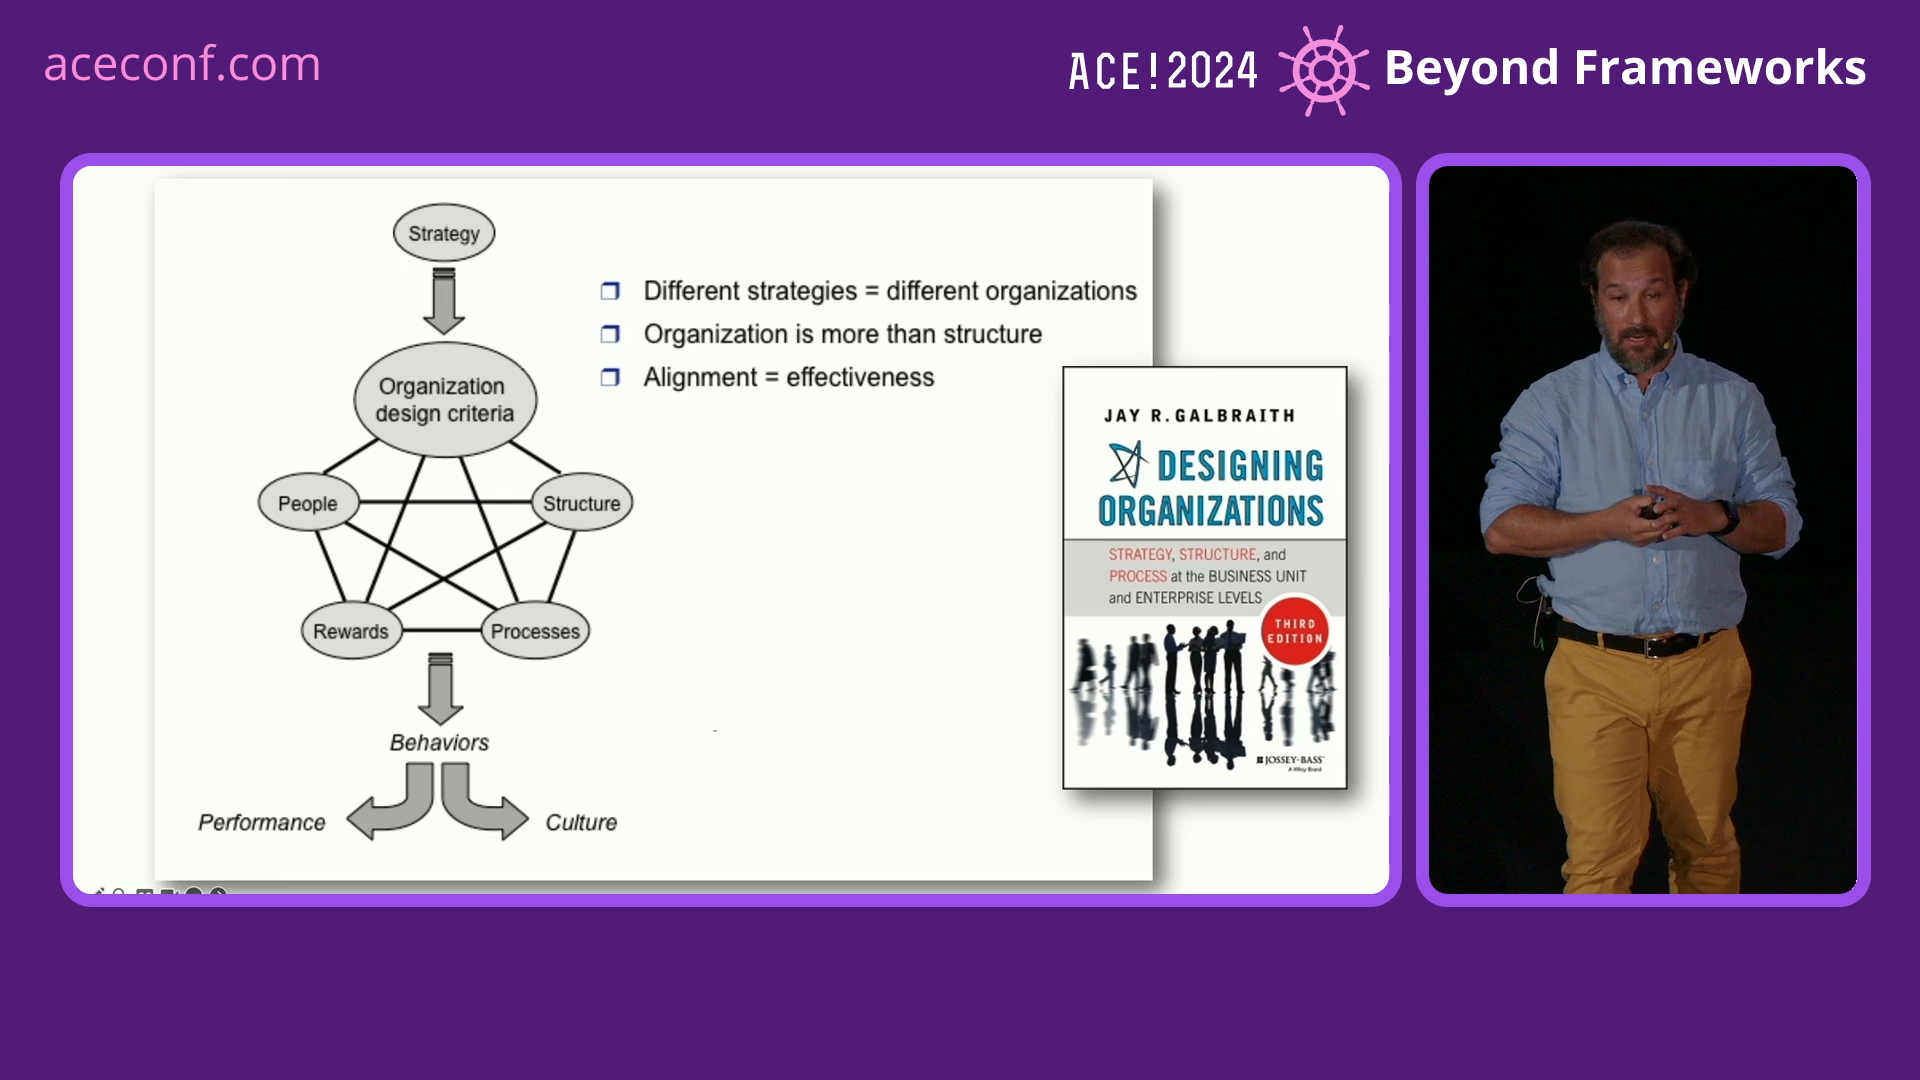 aceconf.com
ACE!2024 Beyond Frameworks
Strategy
Organization
design criteria
People
Structure
Rewards
Processes
Behaviors
Performance
Culture
Different strategies = different organizations
Organization is more than structure
Alignment = effectiveness
JAY R. GALBRAITH
DESIGNING
ORGANIZATIONS
STRATEGY, STRUCTURE, and
PROCESS at the BUSINESS UNIT
and ENTERPRISE LEVELS
THIRD
EDITION
JOSSEY-BASS
A Wiley Brand